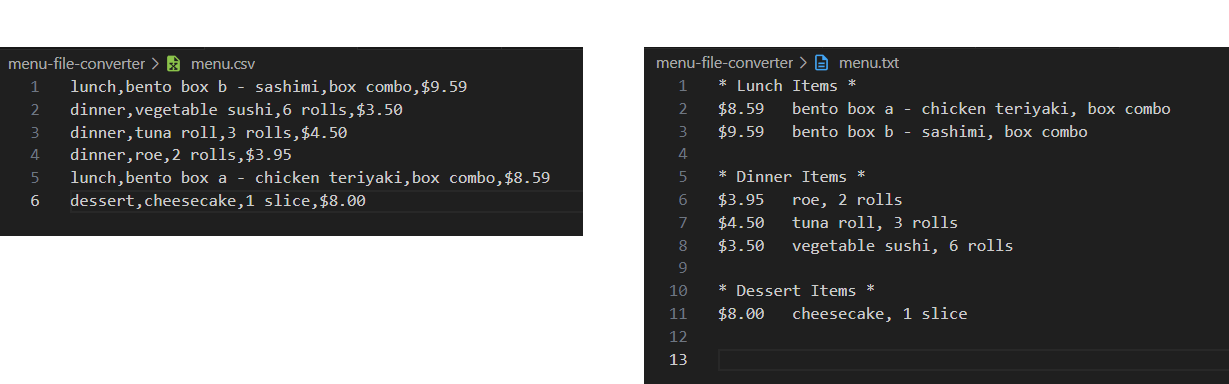 menu-file-converter > menu.csv
1 lunch,bento box b - sashimi,box combo,$9.59
2 dinner,vegetable sushi,6 rolls,$3.50
3 dinner,tuna roll,3 rolls,$4.50
4 dinner,roe,2 rolls,$3.95
5 lunch,bento box a - chicken teriyaki,box combo,$8.59
6 dessert,cheesecake,1 slice,$8.00
menu-file-converter > menu.txt
1 * Lunch Items *
2 $8.59   bento box a - chicken teriyaki, box combo
3 $9.59   bento box b - sashimi, box combo
4
5 * Dinner Items *
6 $3.95   roe, 2 rolls
7 $4.50   tuna roll, 3 rolls
8 $3.50   vegetable sushi, 6 rolls
9
10 * Dessert Items *
11 $8.00   cheesecake, 1 slice
12
13